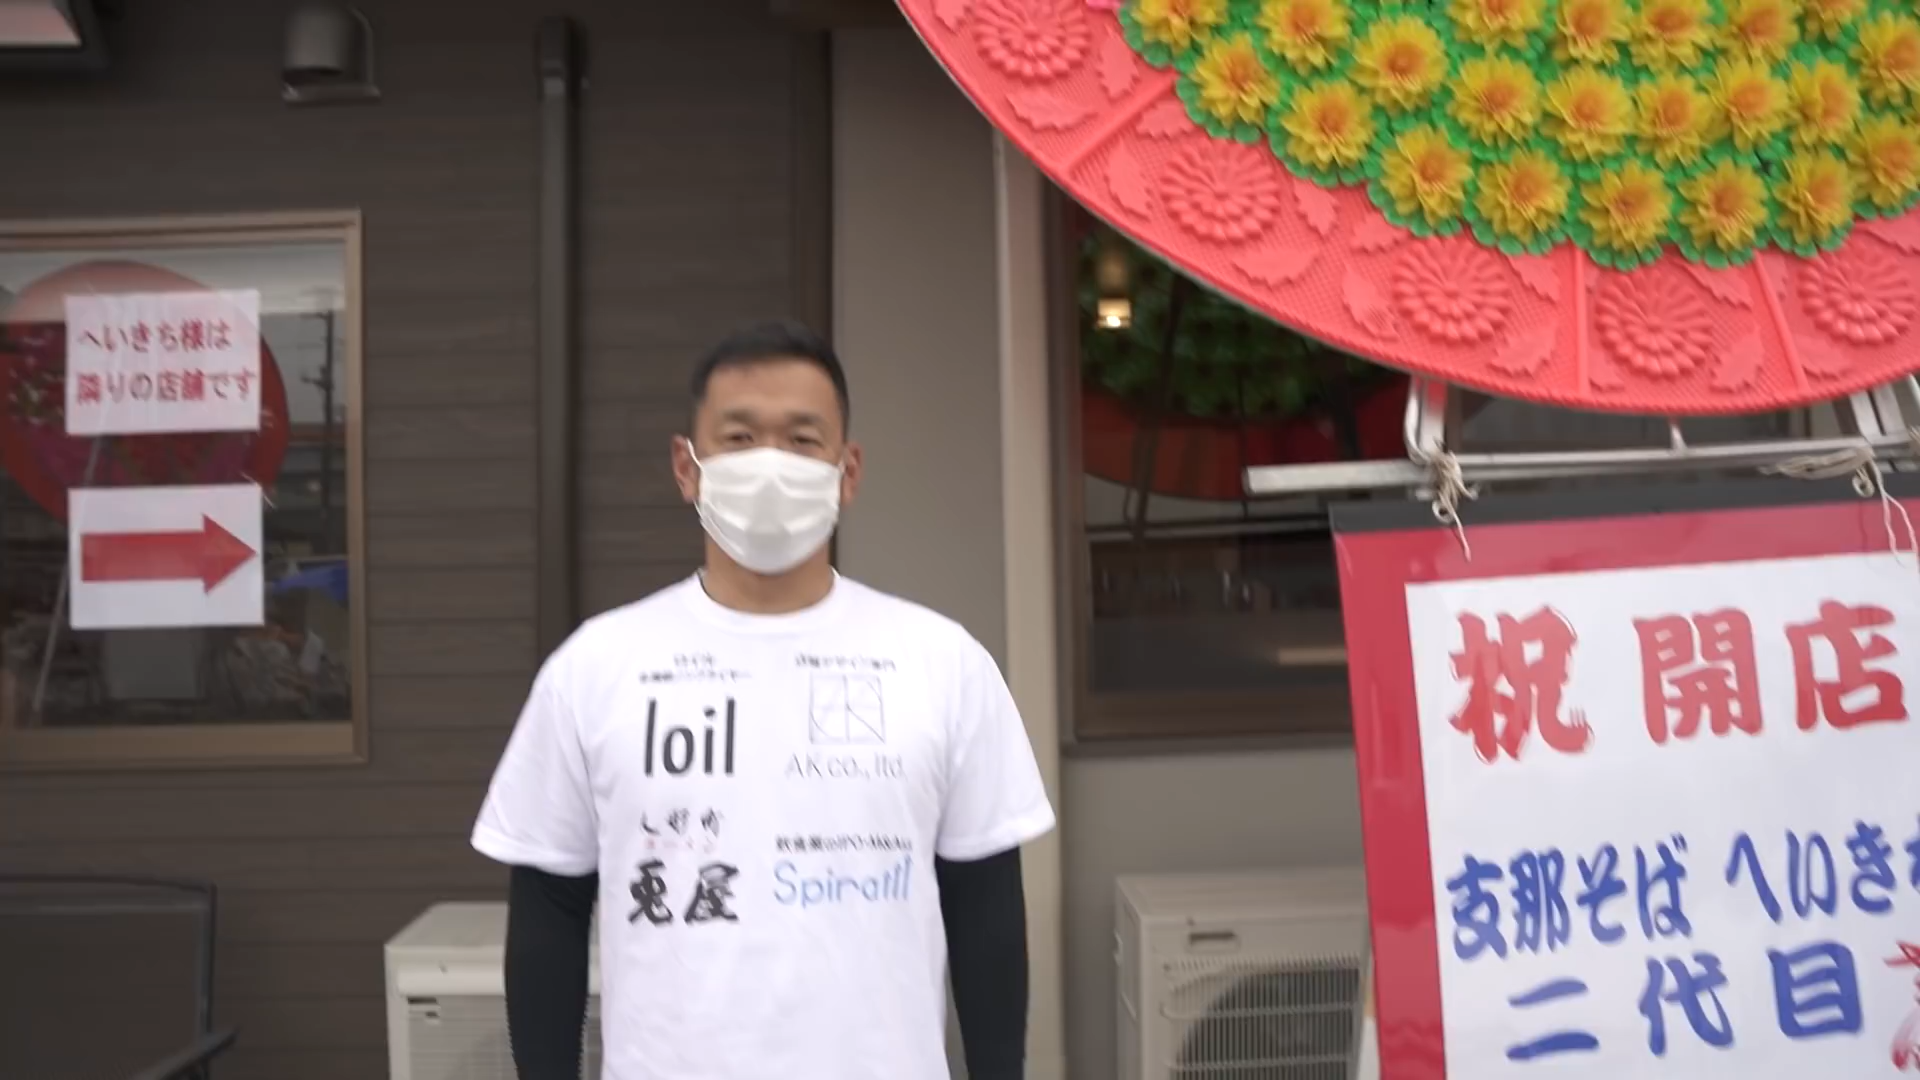 へいきち様は
隣りの店舗です
loil
AK co., ltd.
兎屋
Spiratll
祝 開 店
支那そば へいき
二代目